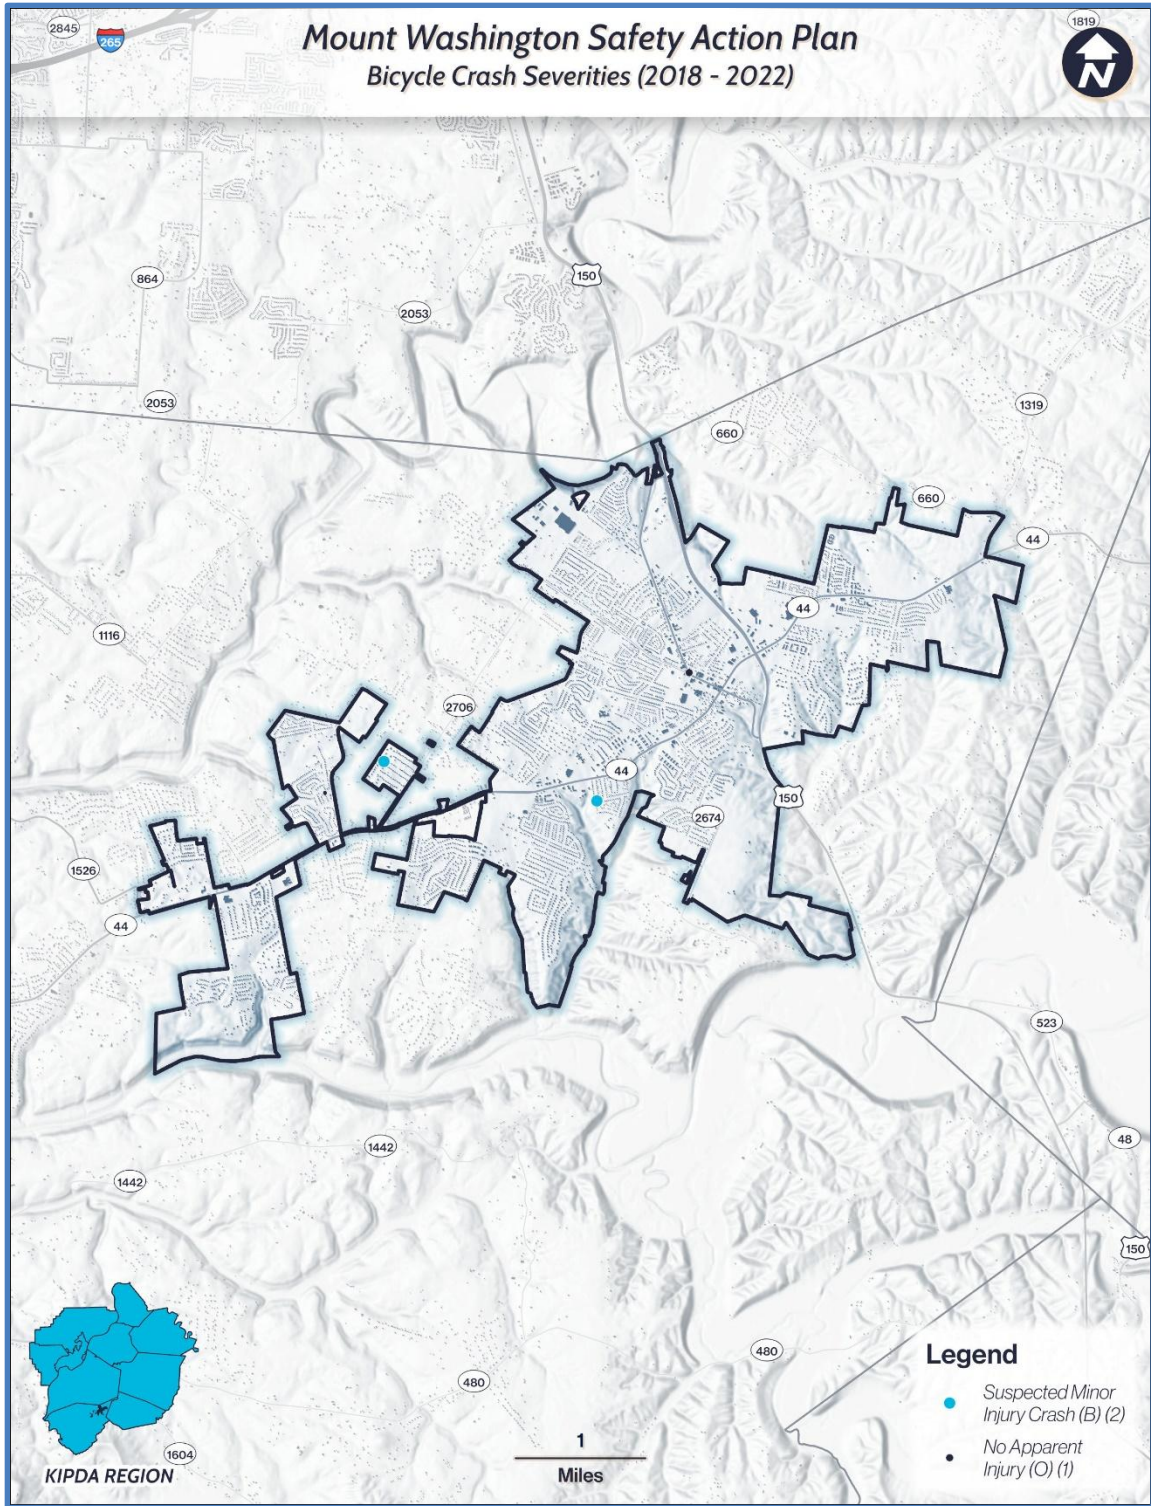 Mount Washington Safety Action Plan
Bicycle Crash Severities (2018 - 2022)
2845
265
1819
N
150
864
2053
2053
1319
660
660
44
1116
44
2706
44
150
2674
1526
44
523
1442
48
1442
150
480
480
1604
KIPDA REGION
1
Miles
Legend
Suspected Minor
Injury Crash (B) (2)
No Apparent
Injury (O) (1)